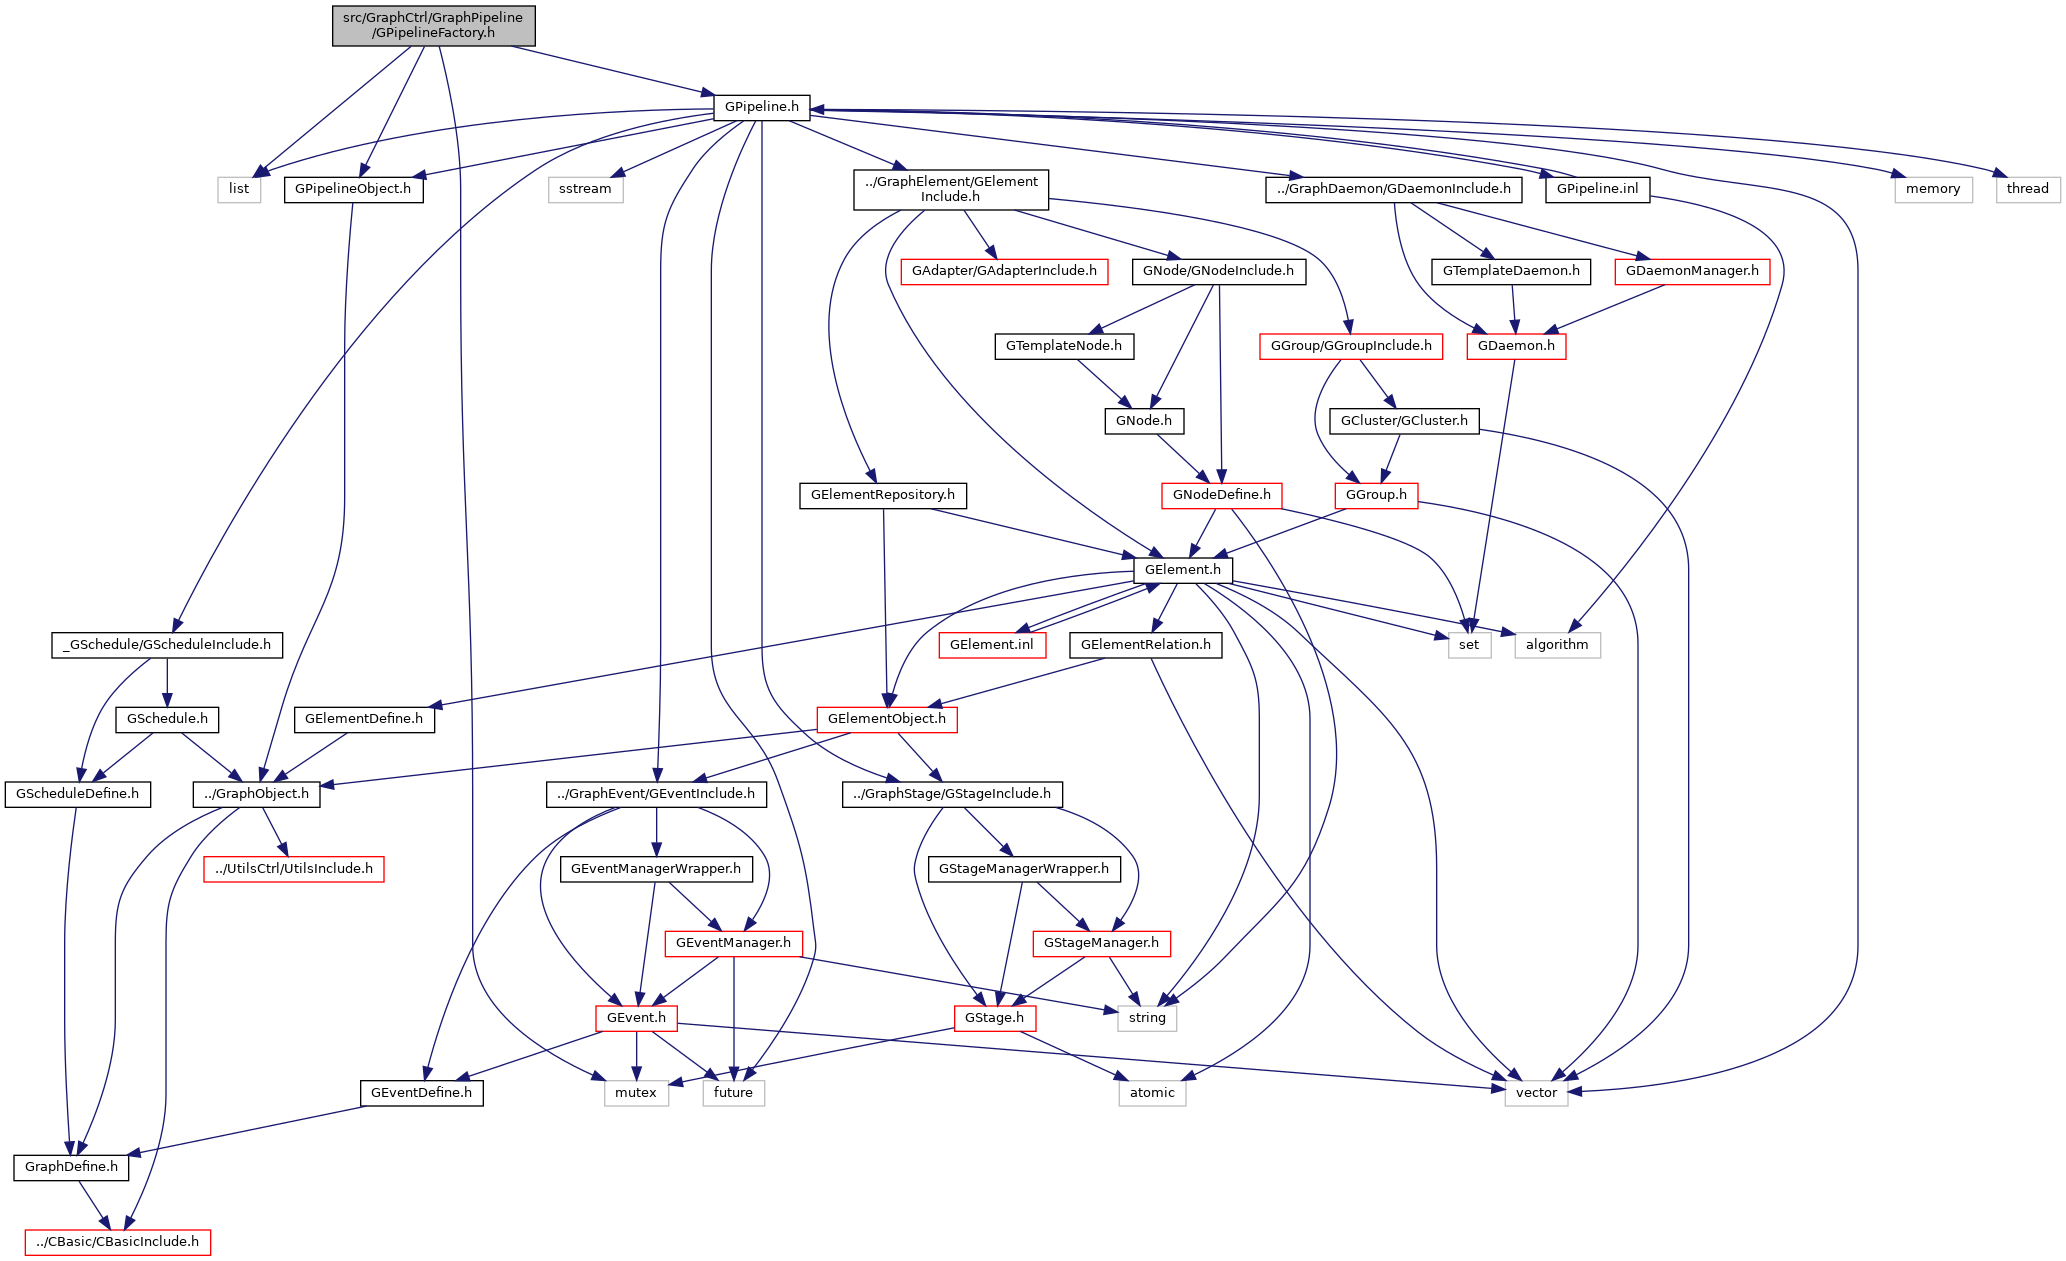 src/GraphCtrl/GraphPipeline
/GPipelineFactory.h
GPipeline.h
list
GPipelineObject.h
sstream
../GraphElement/GElement
Include.h
../GraphDaemon/GDaemonInclude.h
GPipeline.inl
memory
thread
GAdapter/GAdapterInclude.h
GNode/GNodeInclude.h
GTemplateDaemon.h
GDaemonManager.h
GTemplateNode.h
GGroup/GGroupInclude.h
GDaemon.h
GNode.h
GCluster/GCluster.h
GElementRepository.h
GNodeDefine.h
GGroup.h
GElement.h
_GSchedule/GScheduleInclude.h
GElement.inl
GElementRelation.h
set
algorithm
GSchedule.h
GElementDefine.h
GElementObject.h
GScheduleDefine.h
../GraphObject.h
../GraphEvent/GEventInclude.h
../GraphStage/GStageInclude.h
../UtilsCtrl/UtilsInclude.h
GEventManagerWrapper.h
GStageManagerWrapper.h
GEventManager.h
GStageManager.h
GEvent.h
GStage.h
string
GEventDefine.h
mutex
future
atomic
vector
GraphDefine.h
../CBasic/CBasicInclude.h